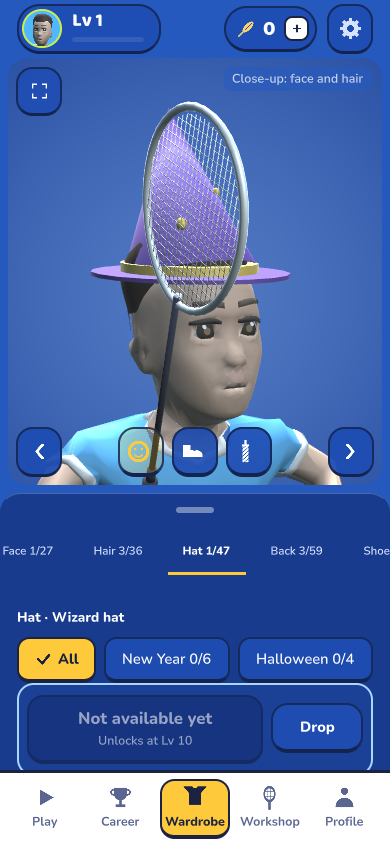 Lv 1
0
+
Close-up: face and hair
Face 1/27
Hair 3/36
Hat 1/47
Back 3/59
Shoe
Hat · Wizard hat
All
New Year 0/6
Halloween 0/4
Not available yet
Unlocks at Lv 10
Drop
Play
Career
Wardrobe
Workshop
Profile